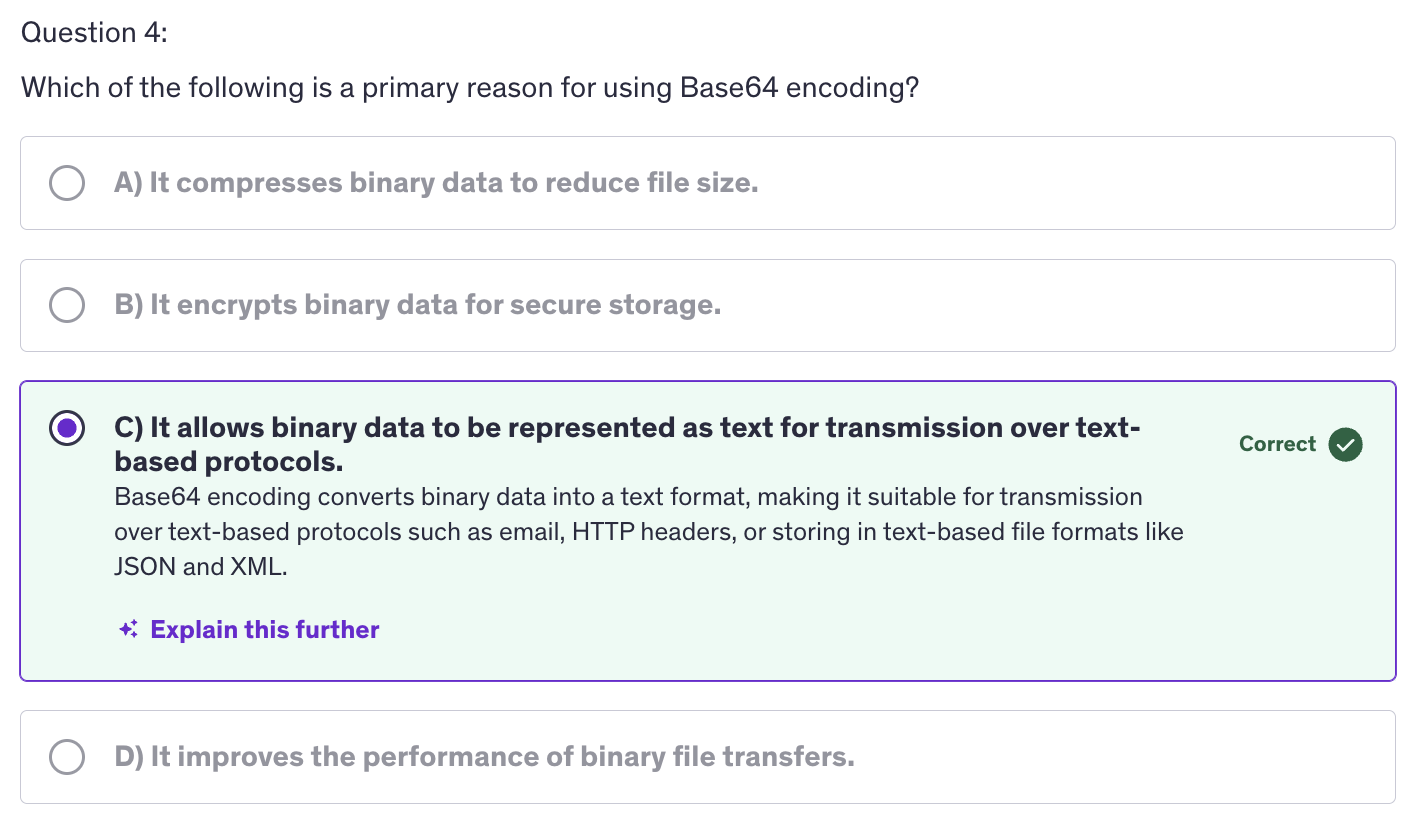 Question 4:
Which of the following is a primary reason for using Base64 encoding?
A) It compresses binary data to reduce file size.
B) It encrypts binary data for secure storage.
C) It allows binary data to be represented as text for transmission over text-
based protocols.
Correct
Base64 encoding converts binary data into a text format, making it suitable for transmission
over text-based protocols such as email, HTTP headers, or storing in text-based file formats like
JSON and XML.
Explain this further
D) It improves the performance of binary file transfers.